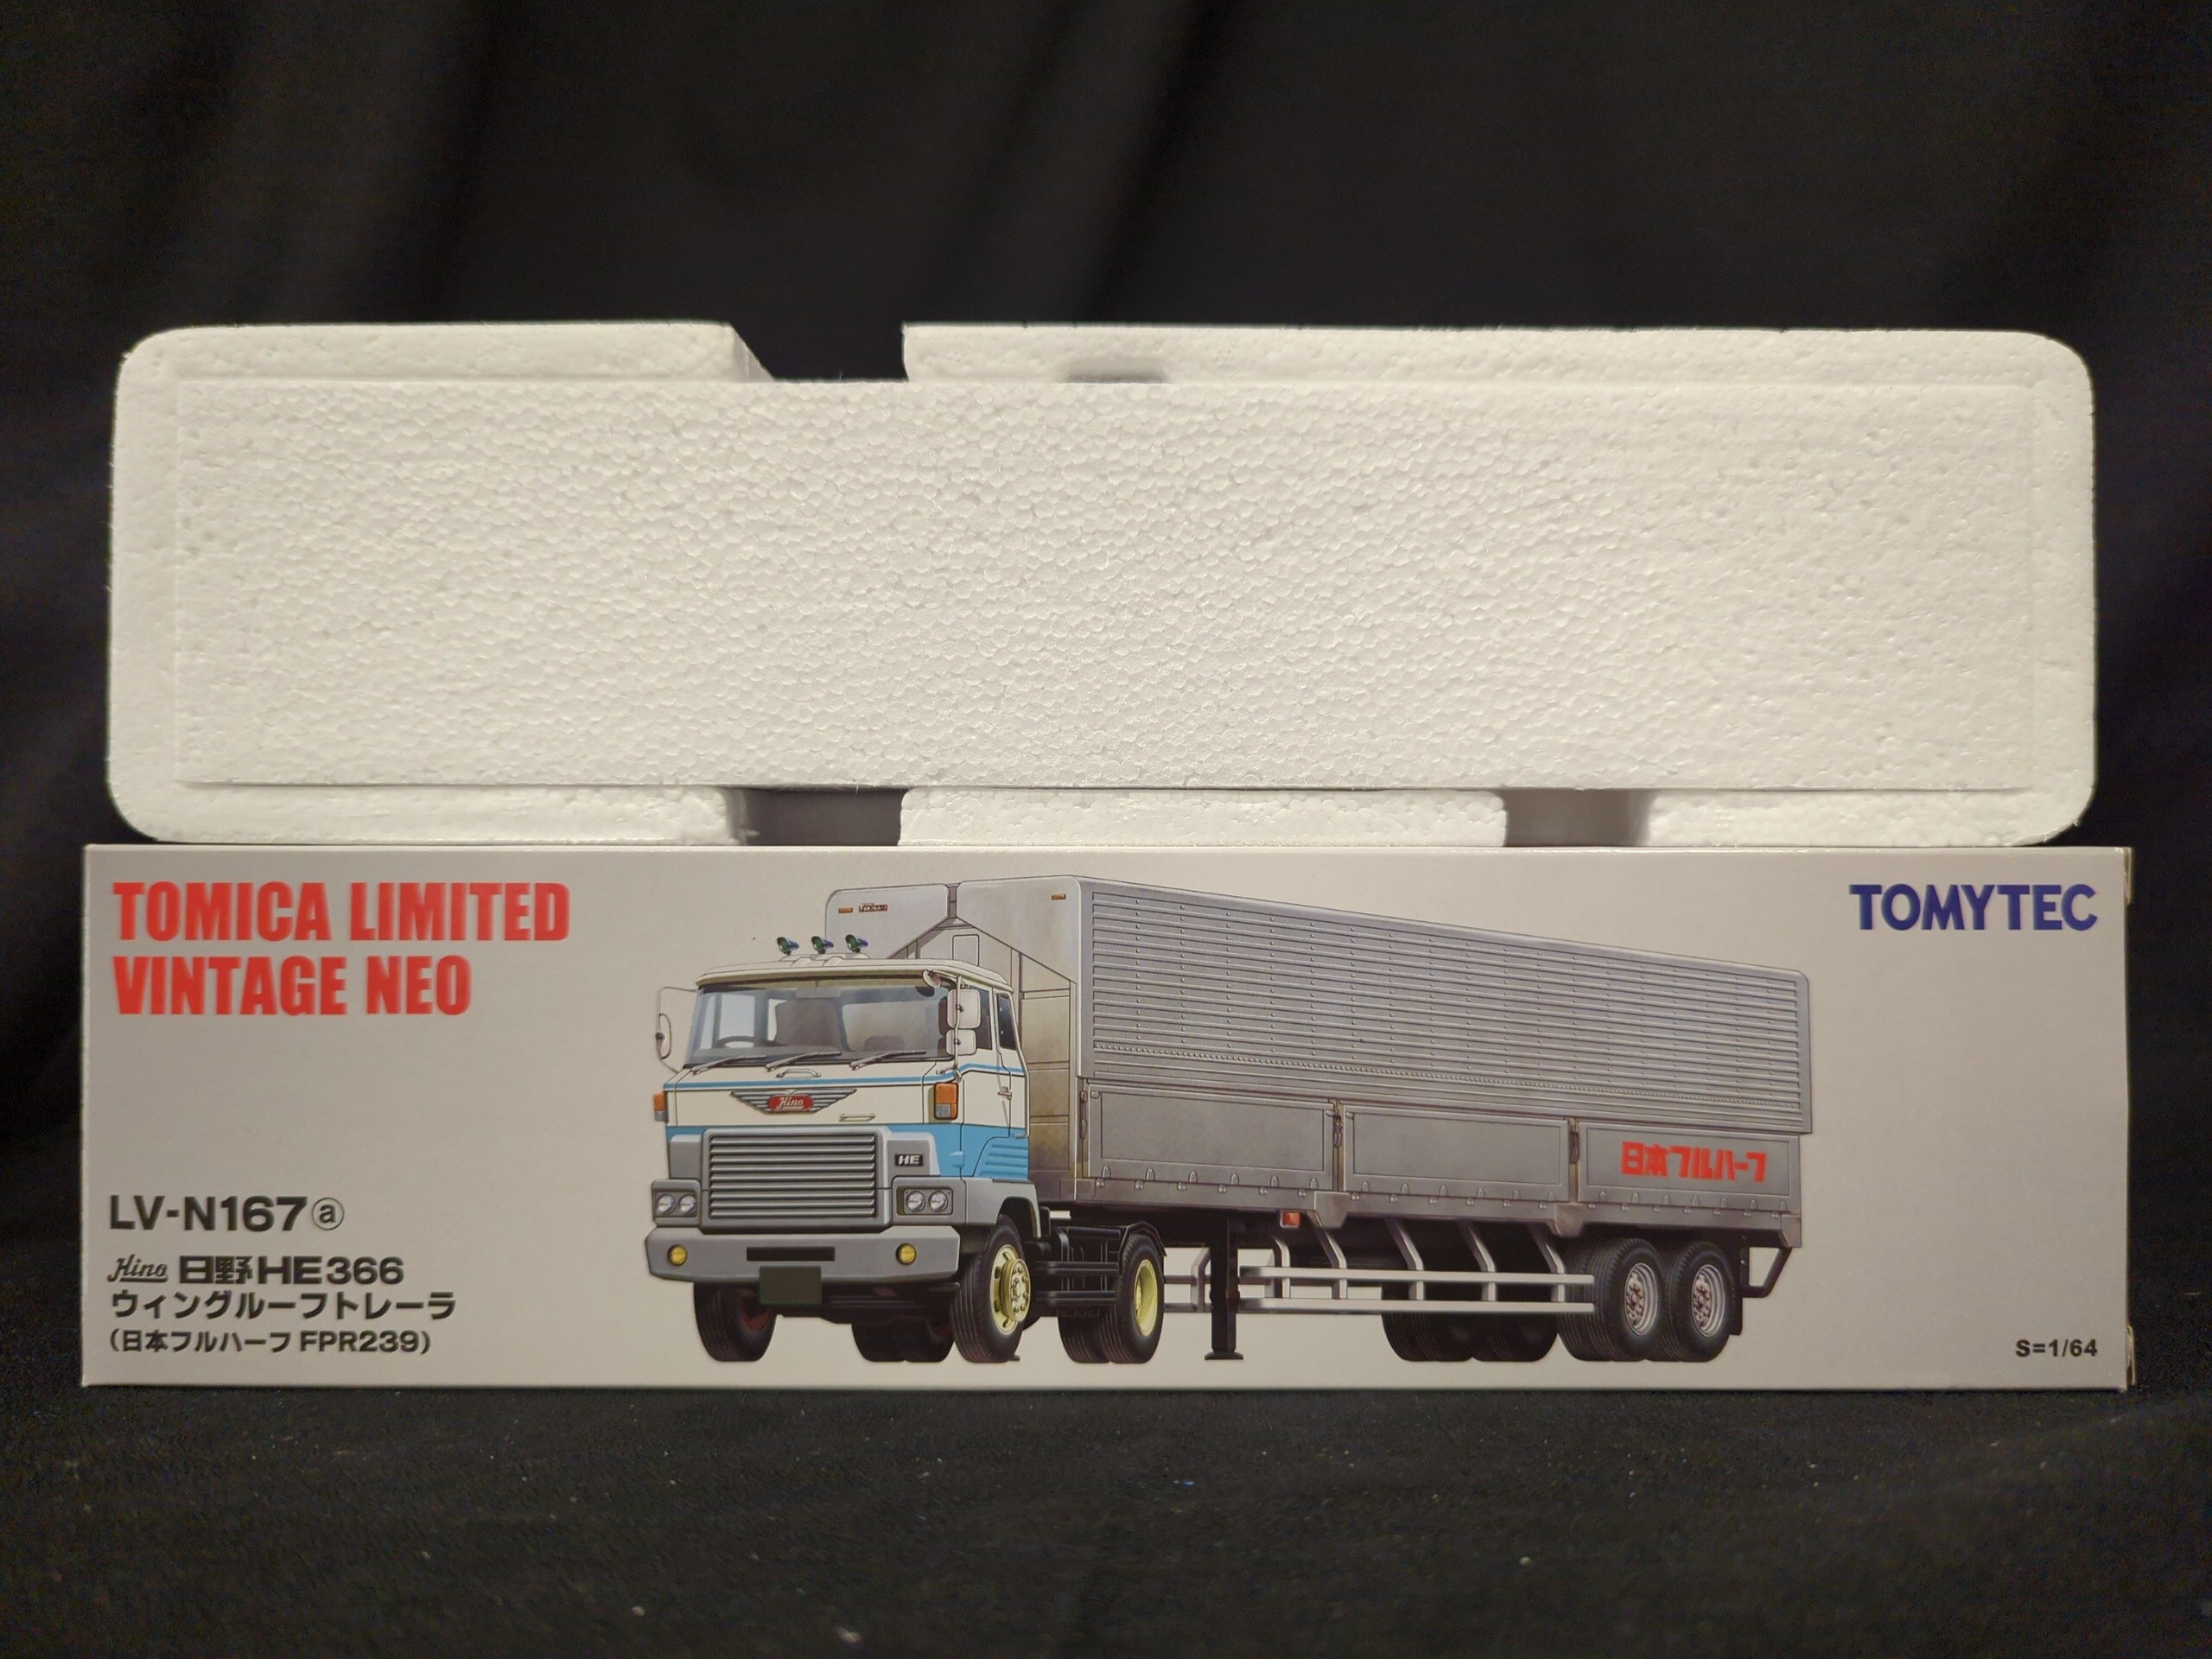 TOMICA LIMITED
VINTAGE NEO
TOMYTEC
Hino
HE
日本フルハーフ
LV-N167ⓐ
Hino 日野HE366
ウィングルーフトレーラ
(日本フルハーフ FPR239)
S=1/64